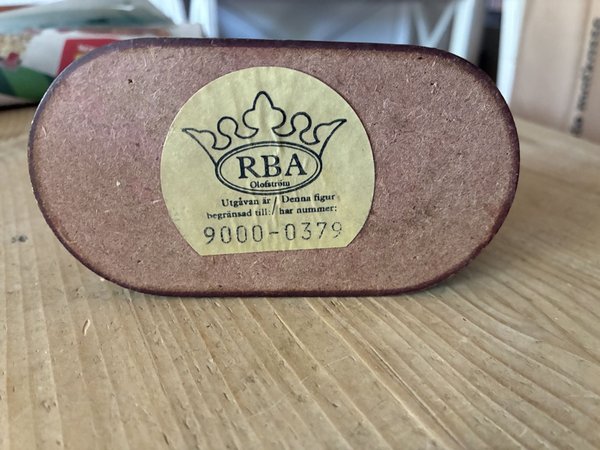 RBA
Olofström
Utgåvan är / Denna figur
begränsad till: / har nummer:
9000-0379